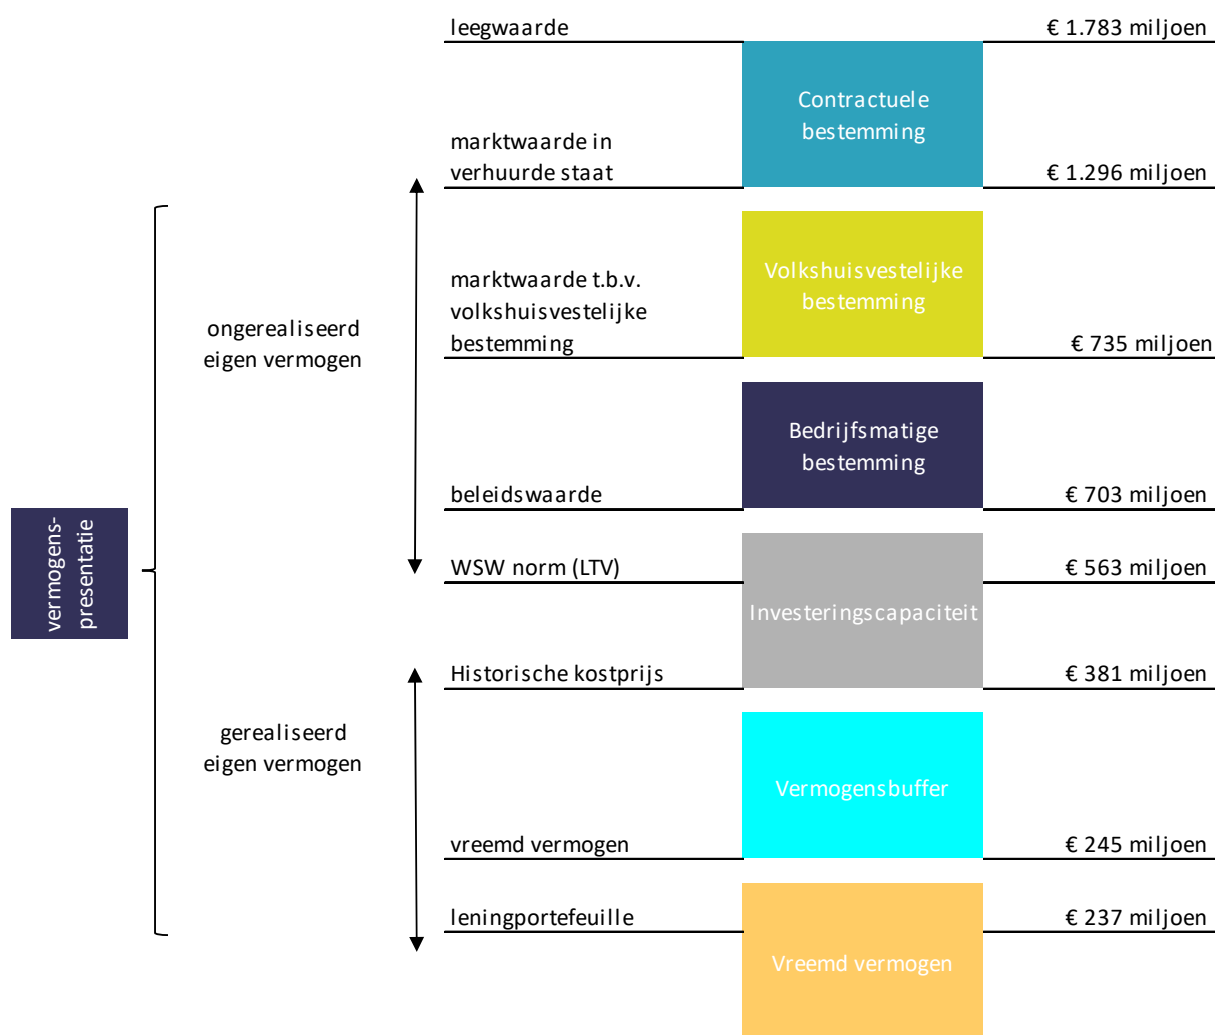 leegwaarde
€ 1.783 miljoen
Contractuele
bestemming
marktwaarde in
verhuurde staat
€ 1.296 miljoen
Volkshuisvestelijke
bestemming
marktwaarde t.b.v.
volkshuisvestelijke
bestemming
€ 735 miljoen
ongerealiseerd
eigen vermogen
Bedrijfsmatige
bestemming
beleidswaarde
€ 703 miljoen
vermogens-
presentatie
WSW norm (LTV)
€ 563 miljoen
Investeringscapaciteit
Historische kostprijs
€ 381 miljoen
gerealiseerd
eigen vermogen
Vermogensbuffer
vreemd vermogen
€ 245 miljoen
leningportefeuille
€ 237 miljoen
Vreemd vermogen